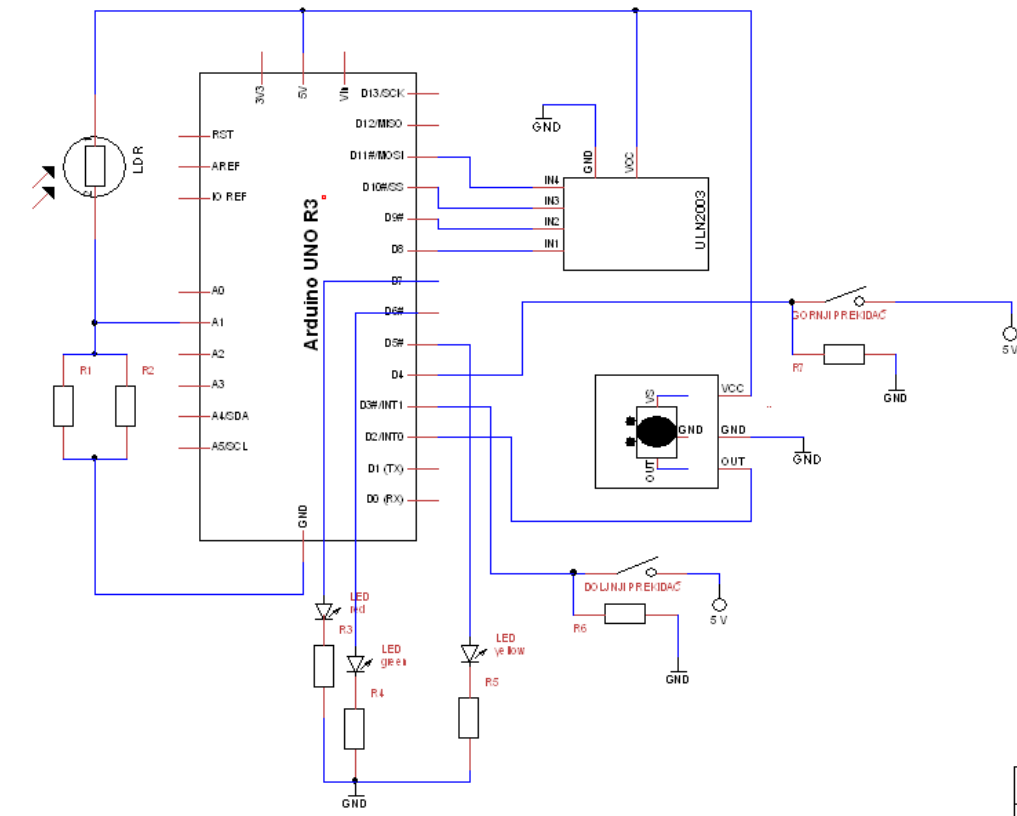 3V3
5V
Vin
D13/SCK
D12/MISO
D11#/MOSI
D10#/SS
D9#
D8
D7
D6#
D5#
D4
D3#/INT1
D2/INT0
D1 (TX)
D0 (RX)
RST
AREF
IO REF
A0
A1
A2
A3
A4/SDA
A5/SCL
GND
Arduino UNO R3
1
2
LDR
R1
R2
GND
GND
VCC
IN4
IN3
IN2
IN1
ULN2003
GORNJI PREKIDAČ
5V
R7
GND
VS
GND
OUT
VCC
GND
OUT
GND
DOLJNJI PREKIDAČ
5V
R6
GND
LED
red
R3
LED
green
R4
LED
yellow
R5
GND